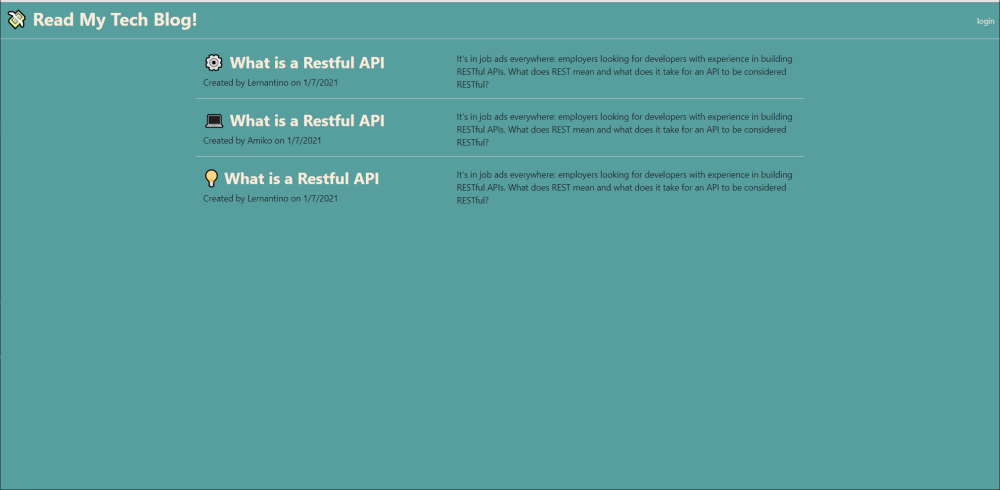 Read My Tech Blog!
login
What is a Restful API
Created by Lernantino on 1/7/2021
It's in job ads everywhere: employers looking for developers with experience in building
RESTful APIs. What does REST mean and what does it take for an API to be considered
RESTful?
What is a Restful API
Created by Amiko on 1/7/2021
It's in job ads everywhere: employers looking for developers with experience in building
RESTful APIs. What does REST mean and what does it take for an API to be considered
RESTful?
What is a Restful API
Created by Lernantino on 1/7/2021
It's in job ads everywhere: employers looking for developers with experience in building
RESTful APIs. What does REST mean and what does it take for an API to be considered
RESTful?